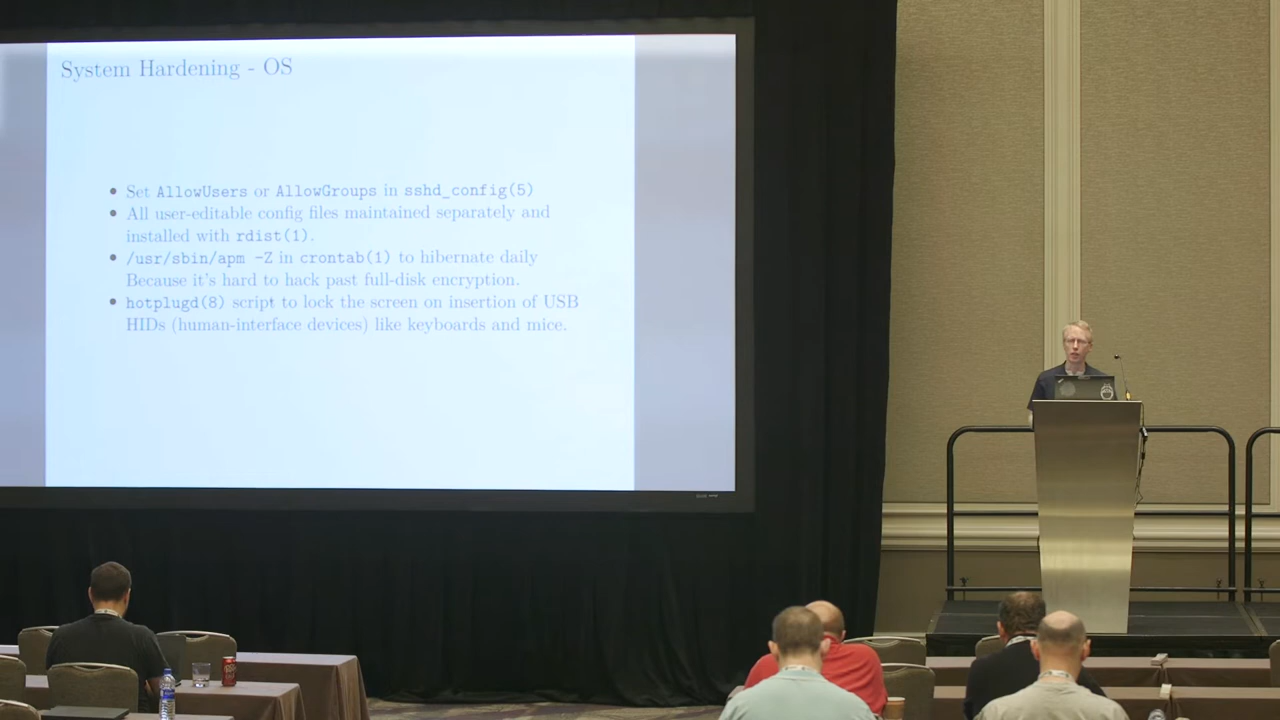 System Hardening - OS
• Set AllowUsers or AllowGroups in sshd_config(5)
• All user-editable config files maintained separately and
installed with rdist(1).
• /usr/sbin/apm -Z in crontab(1) to hibernate daily
Because it's hard to hack past full-disk encryption.
• hotplugd(8) script to lock the screen on insertion of USB
HIDs (human-interface devices) like keyboards and mice.